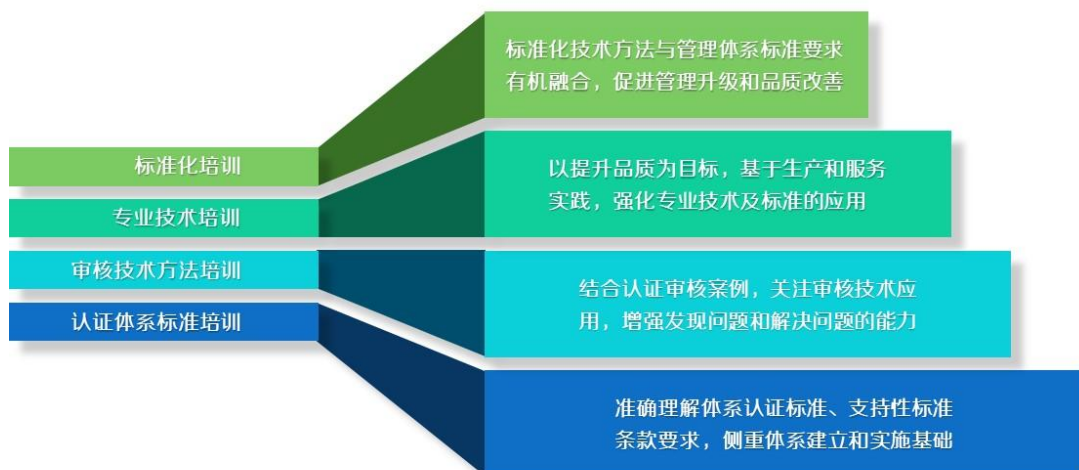 标准化培训
标准化技术方法与管理体系标准要求
有机融合，促进管理升级和品质改善
专业技术培训
以提升品质为目标，基于生产和服务
实践，强化专业技术及标准的应用
审核技术方法培训
结合认证审核案例，关注审核技术应
用，增强发现问题和解决问题的能力
认证体系标准培训
准确理解体系认证标准、支持性标准
条款要求，侧重体系建立和实施基础